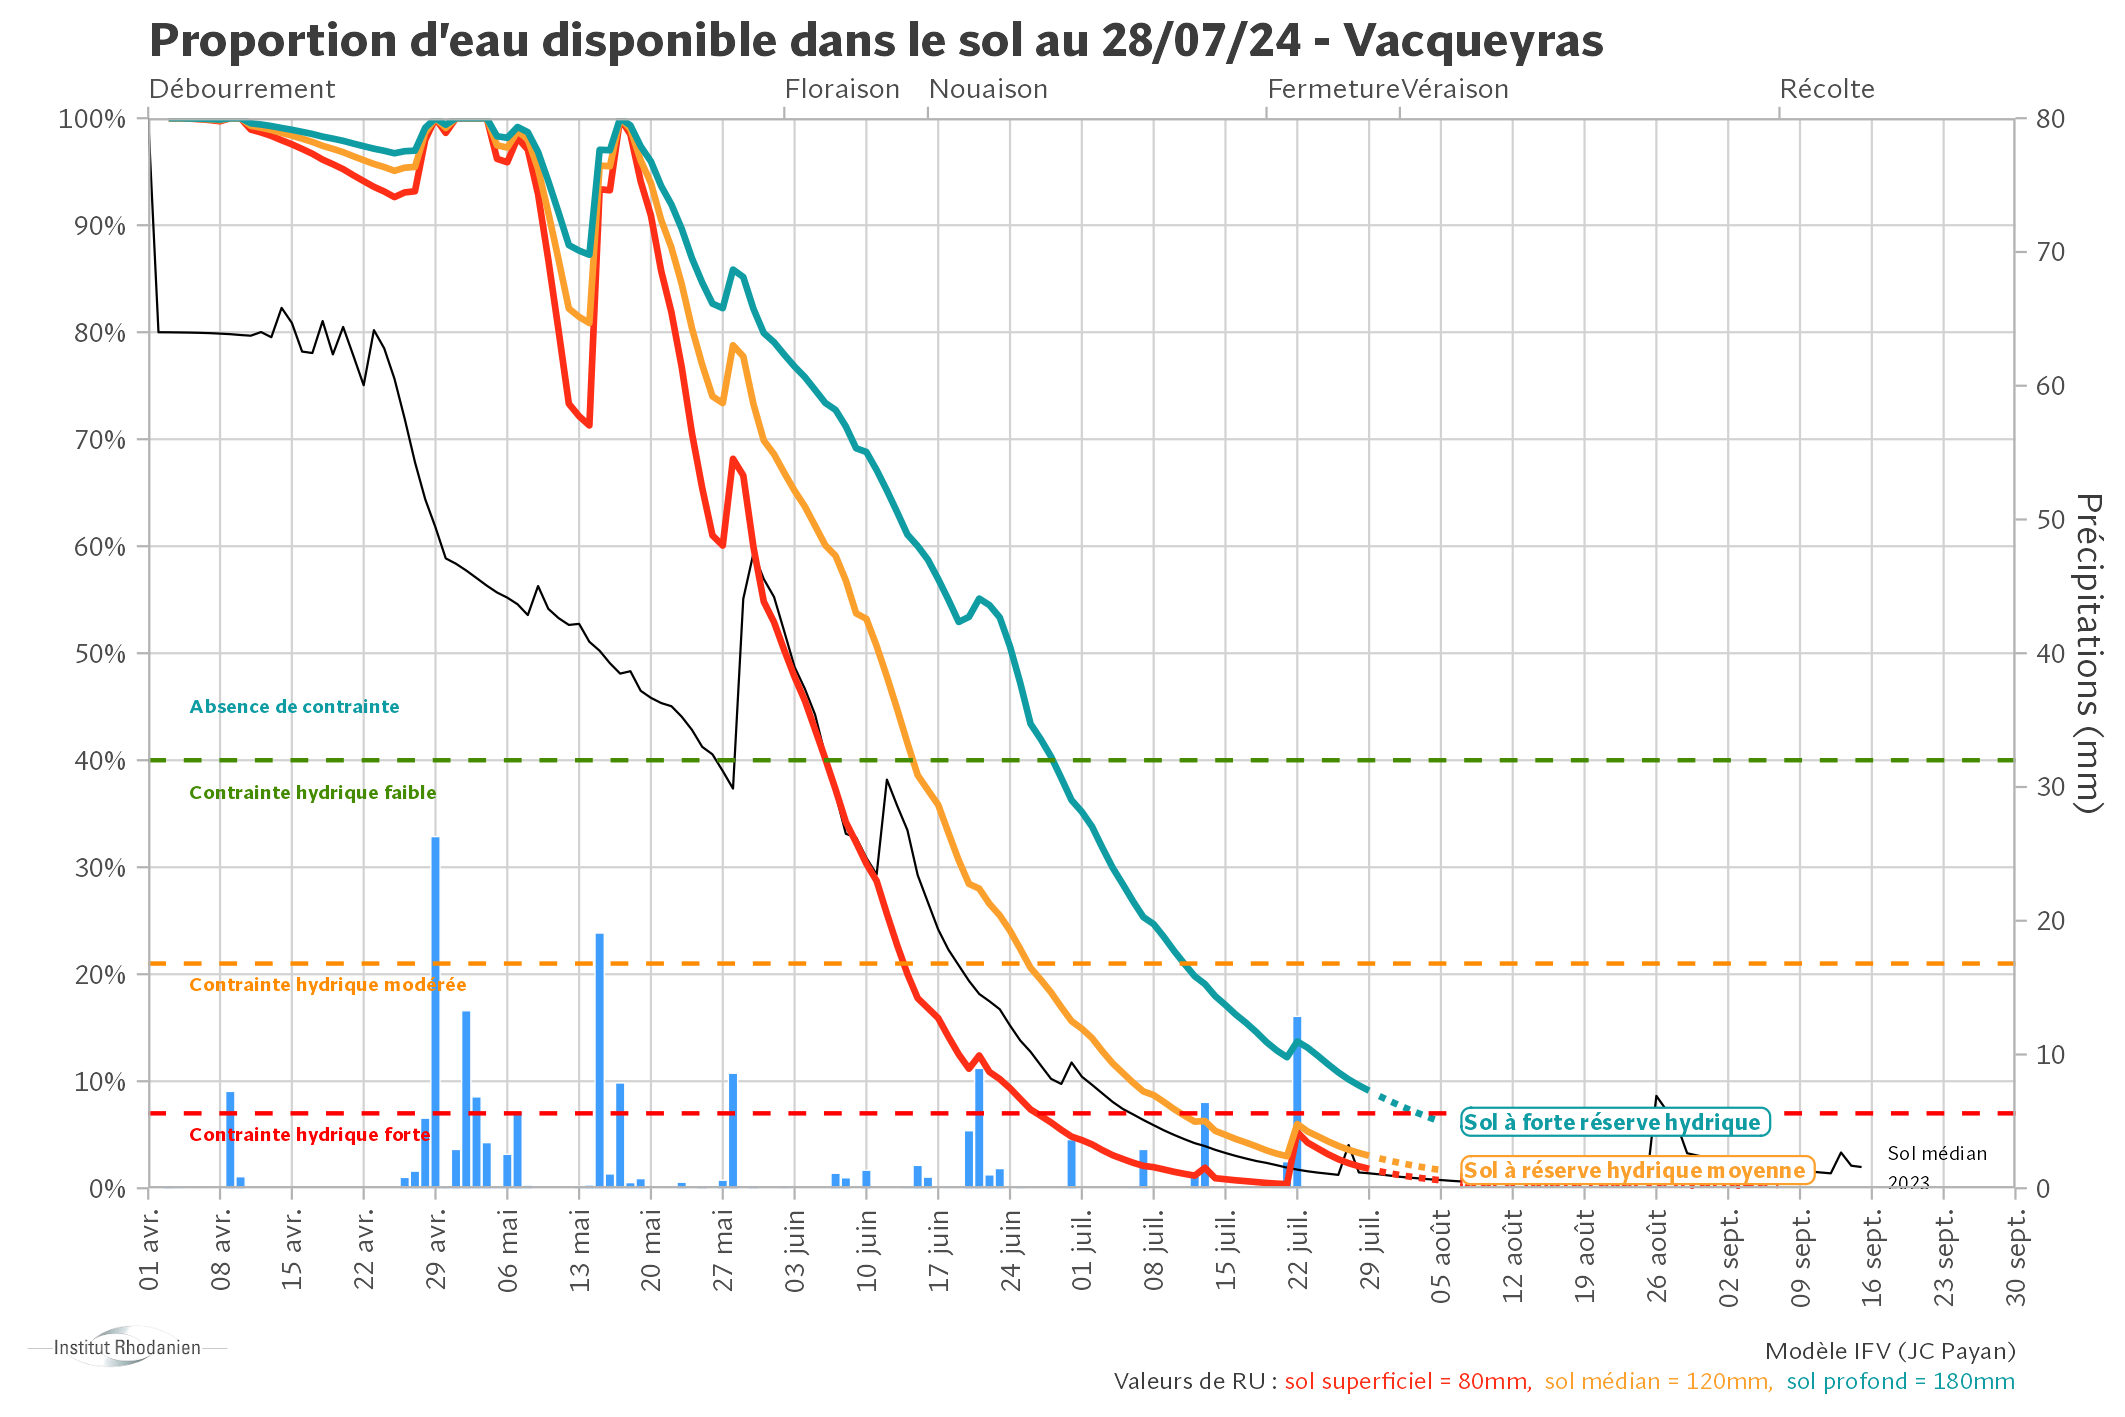 Proportion d'eau disponible dans le sol au 28/07/24 - Vacqueyras
Débourrement Floraison Nouaison Fermeture Véraison Récolte
100% 80
90%
70
80%
60
70%
50
60%
50% 40
Précipitations (mm)
Absence de contrainte
40%
30
Contrainte hydrique faible
30%
20
20%
Contrainte hydrique modérée
10
10%
Contrainte hydrique forte
Sol à forte réserve hydrique
Sol à réserve hydrique moyenne
Sol médian
2023
0% 0
01 avr. 08 avr. 15 avr. 22 avr. 29 avr. 06 mai 13 mai 20 mai 27 mai 03 juin 10 juin 17 juin 24 juin 01 juil. 08 juil. 15 juil. 22 juil. 29 juil. 05 août 12 août 19 août 26 août 02 sept. 09 sept. 16 sept. 23 sept. 30 sept.
Institut Rhodanien
Modèle IFV (JC Payan)
Valeurs de RU : sol superficiel = 80mm, sol médian = 120mm, sol profond = 180mm